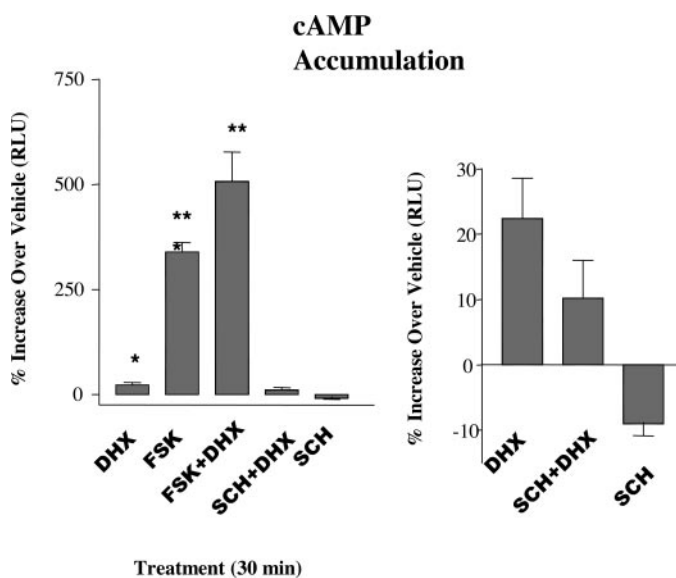 cAMP
Accumulation
% Increase Over Vehicle (RLU)
750
500
250
0
*
**
*
**
DHX
FSK
FSK+DHX
SCH+DHX
SCH
Treatment (30 min)
% Increase Over Vehicle (RLU)
30
20
10
0
-10
DHX
SCH+DHX
SCH